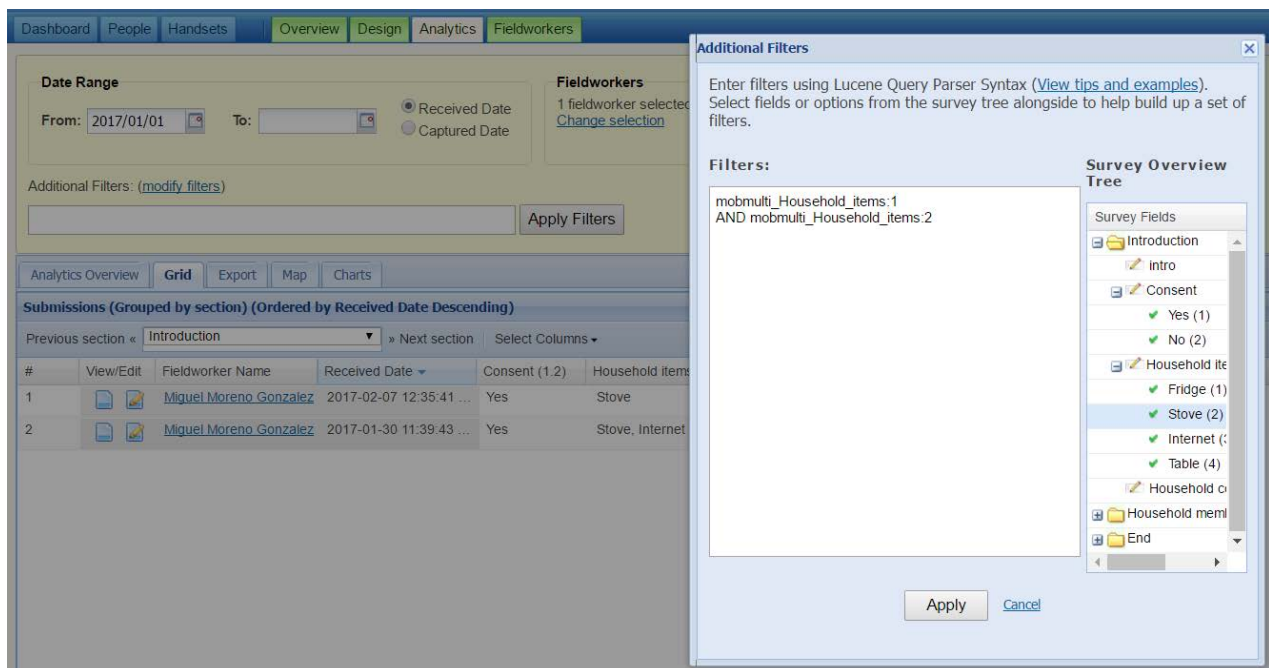 Dashboard People Handsets Overview Design Analytics Fieldworkers
Date Range
From: 2017/01/01 To:
Received Date
Captured Date
Fieldworkers
1 fieldworker selected
Change selection
Additional Filters: (modify filters)
Apply Filters
Analytics Overview Grid Export Map Charts
Submissions (Grouped by section) (Ordered by Received Date Descending)
Previous section « Introduction » Next section Select Columns
# View/Edit Fieldworker Name Received Date Consent (1.2) Household items
1 Miguel Moreno Gonzalez 2017-02-07 12:35:41 ... Yes Stove
2 Miguel Moreno Gonzalez 2017-01-30 11:39:43 ... Yes Stove, Internet
Additional Filters
Enter filters using Lucene Query Parser Syntax (View tips and examples).
Select fields or options from the survey tree alongside to help build up a set of
filters.
Filters:
mobmulti_Household_items:1
AND mobmulti_Household_items:2
Survey Overview
Tree
Survey Fields
Introduction
intro
Consent
Yes (1)
No (2)
Household ite
Fridge (1)
Stove (2)
Internet (
Table (4)
Household c
Household mem
End
Apply Cancel